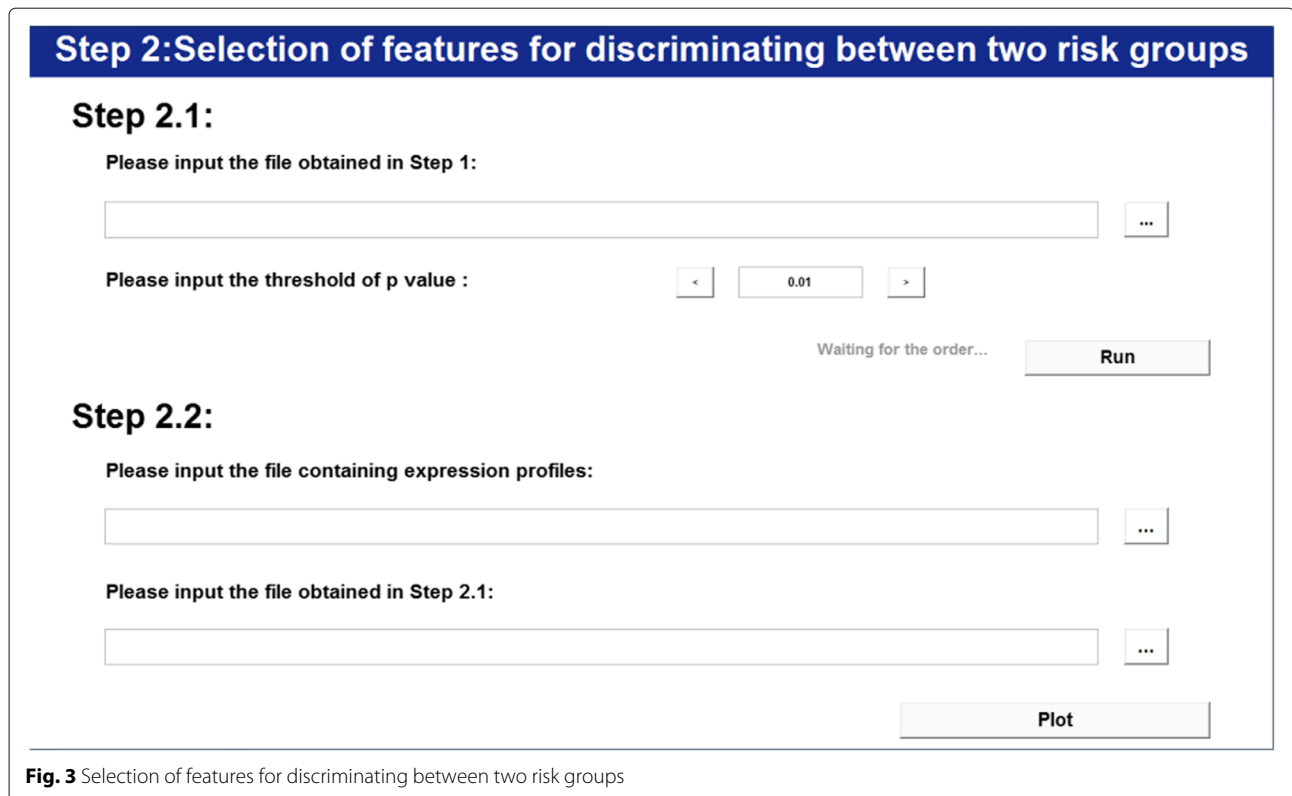 Step 2:Selection of features for discriminating between two risk groups
Step 2.1:
Please input the file obtained in Step 1:
...
Please input the threshold of p value :
<
0.01
>
Waiting for the order...
Run
Step 2.2:
Please input the file containing expression profiles:
...
Please input the file obtained in Step 2.1:
...
Plot
Fig. 3 Selection of features for discriminating between two risk groups